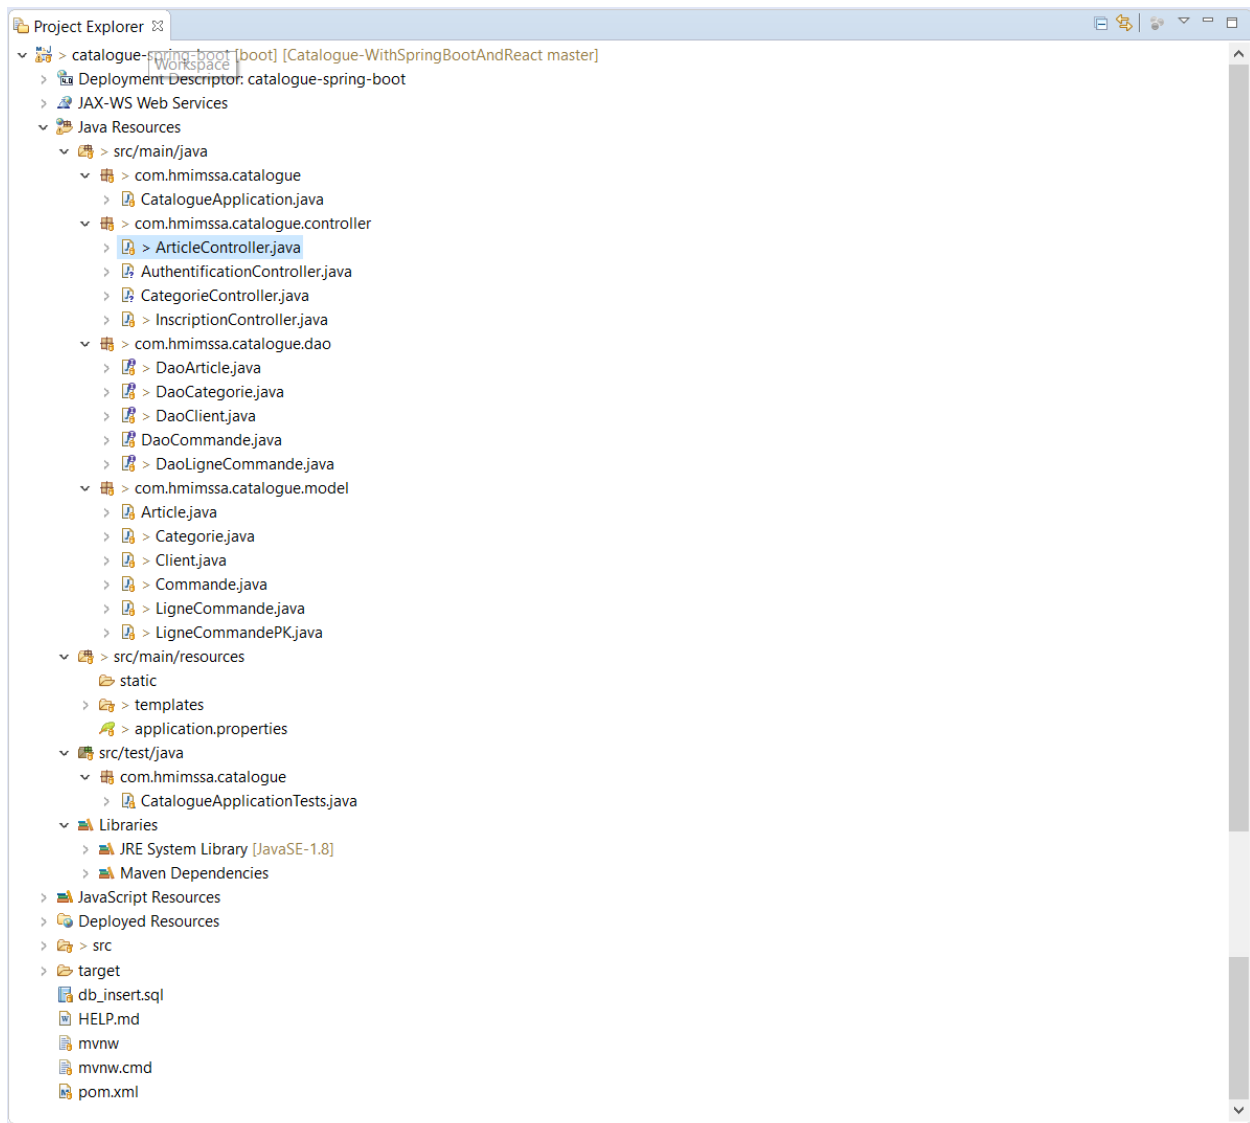 Project Explorer
> catalogue-spring-boot [boot] [Catalogue-WithSpringBootAndReact master]
Workspace
Deployment Descriptor: catalogue-spring-boot
JAX-WS Web Services
Java Resources
> src/main/java
> com.hmimssa.catalogue
CatalogueApplication.java
> com.hmimssa.catalogue.controller
> ArticleController.java
AuthentificationController.java
CategorieController.java
> InscriptionController.java
> com.hmimssa.catalogue.dao
> DaoArticle.java
> DaoCategorie.java
> DaoClient.java
DaoCommande.java
> DaoLigneCommande.java
> com.hmimssa.catalogue.model
Article.java
> Categorie.java
> Client.java
> Commande.java
> LigneCommande.java
> LigneCommandePK.java
> src/main/resources
static
> templates
> application.properties
src/test/java
com.hmimssa.catalogue
CatalogueApplicationTests.java
Libraries
JRE System Library [JavaSE-1.8]
Maven Dependencies
JavaScript Resources
Deployed Resources
> src
target
db_insert.sql
HELP.md
mvnw
mvnw.cmd
pom.xml